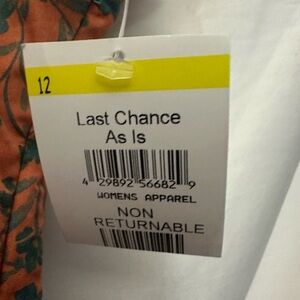 12
Last Chance
As Is
4 29892 56682 9
WOMENS APPAREL
NON
RETURNABLE